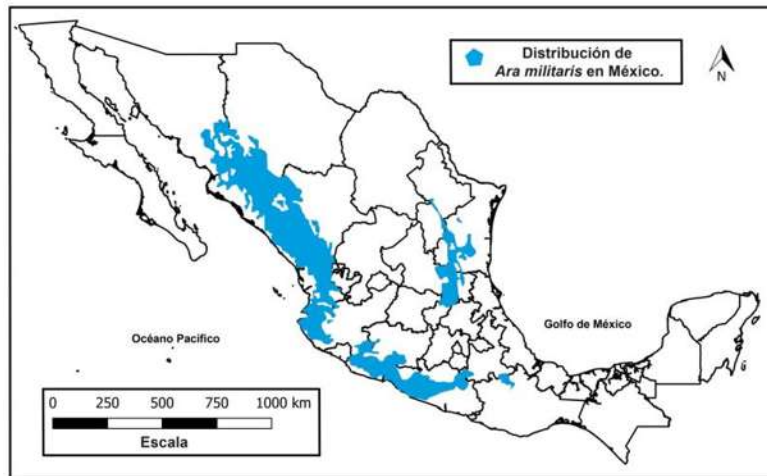 Distribución de
Ara militaris en México.
N
Golfo de México
Océano Pacífico
0 250 500 750 1000 km
Escala